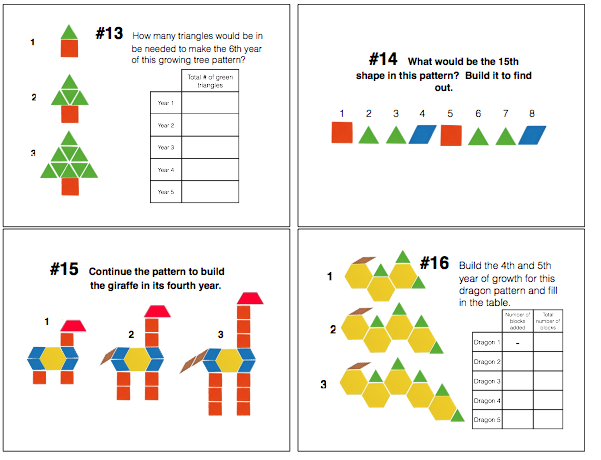 #13 How many triangles would be in
be needed to make the 6th year
of this growing tree pattern?
1
2
3
Total # of green
triangles
Year 1
Year 2
Year 3
Year 4
Year 5
#14 What would be the 15th
shape in this pattern? Build it to find
out.
1 2 3 4 5 6 7 8
#15 Continue the pattern to build
the giraffe in its fourth year.
1
2
3
#16 Build the 4th and 5th
year of growth for this
dragon pattern and fill
in the table.
1
2
3
Number of
blocks
added
Total
number of
blocks
Dragon 1 -
Dragon 2
Dragon 3
Dragon 4
Dragon 5